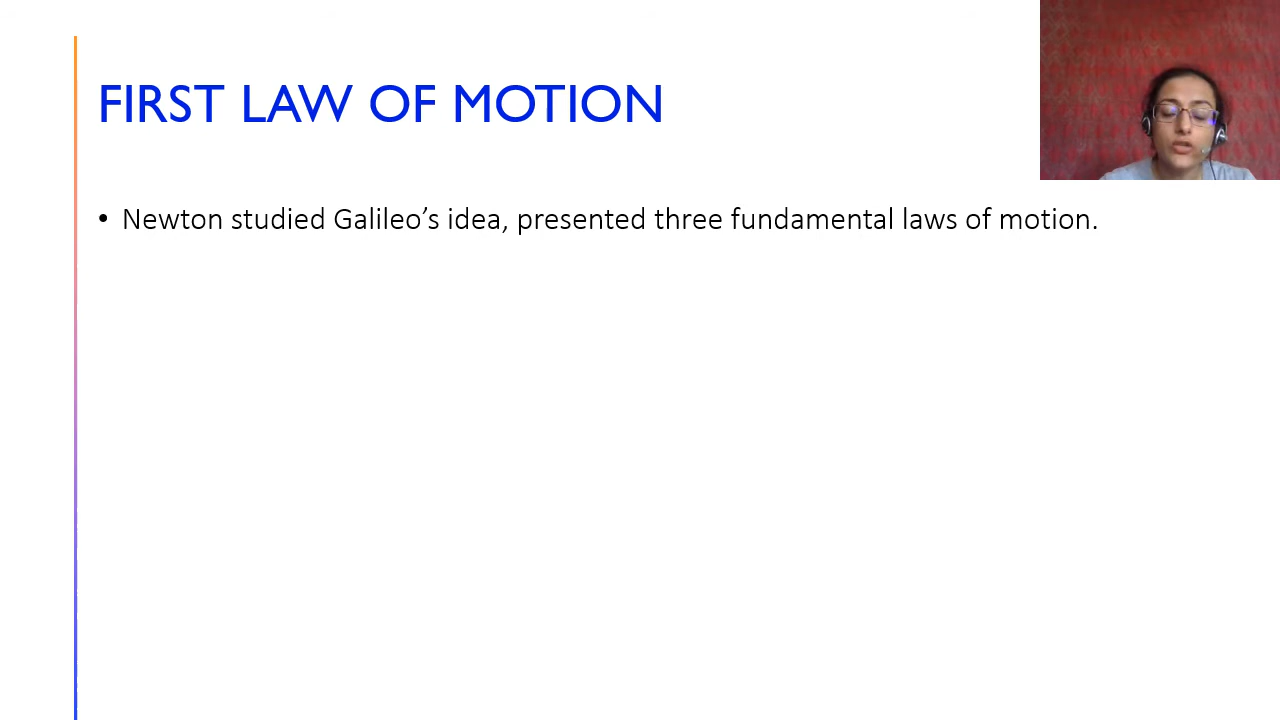 FIRST LAW OF MOTION
• Newton studied Galileo’s idea, presented three fundamental laws of motion.